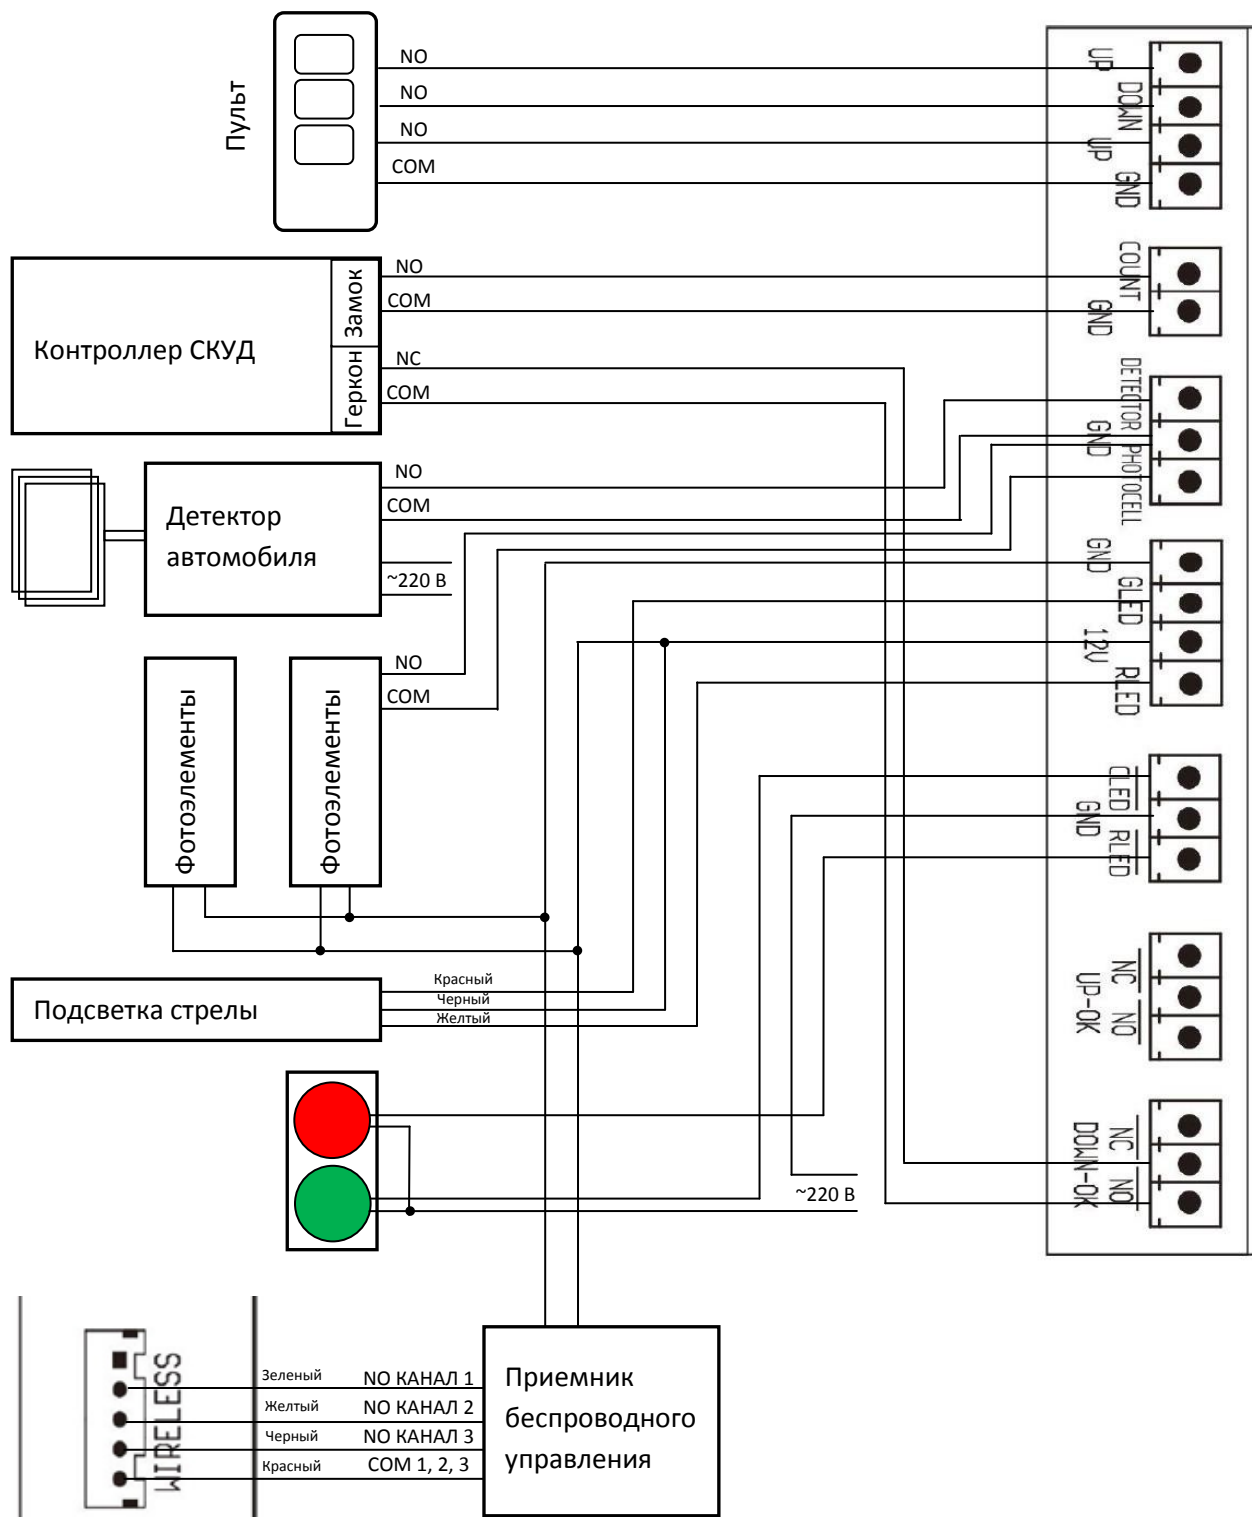 Пульт
NO
NO
NO
COM
UP
DOWN
UP
GND
Контроллер СКУД
Замок
Геркон
NO
COM
NC
COM
COUNT
GND
Детектор
автомобиля
NO
COM
~220 В
DETECTOR
GND
PHOTOCELL
Фотоэлементы
Фотоэлементы
NO
COM
GND
GLED
12V
RLED
GLED
GND
RLED
Подсветка стрелы
Красный
Черный
Желтый
NC
UP-OK
NO
~220 В
NC
DOWN-OK
NO
WIRELESS
Зеленый
NO КАНАЛ 1
Желтый
NO КАНАЛ 2
Черный
NO КАНАЛ 3
Красный
COM 1, 2, 3
Приемник
беспроводного
управления